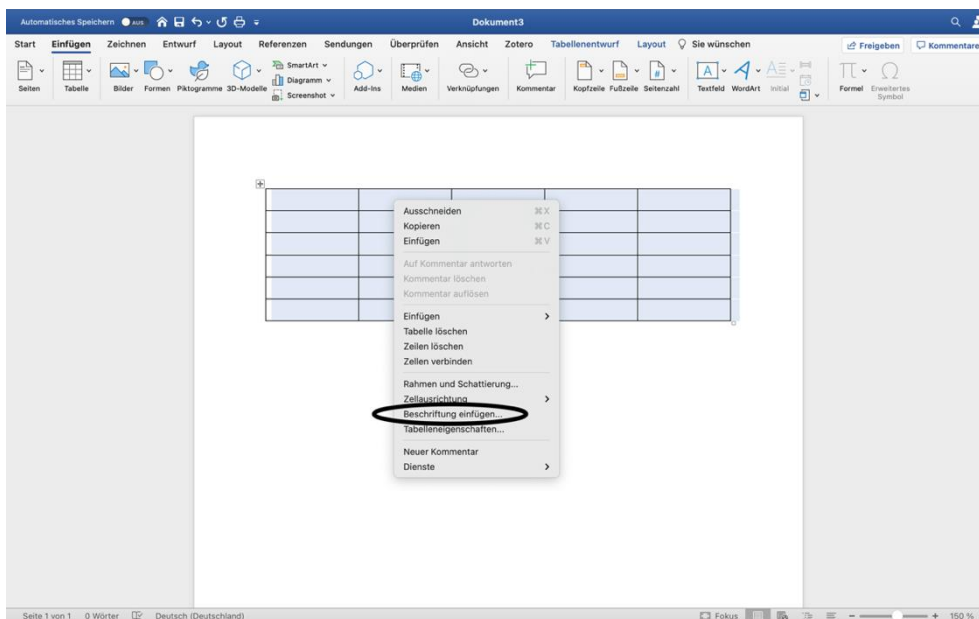 Automatisches Speichern AUS Dokument3
Start Einfügen Zeichnen Entwurf Layout Referenzen Sendungen Überprüfen Ansicht Zotero Tabellenentwurf Layout Sie wünschen Freigeben Kommentare
SmartArt
Diagramm
Screenshot
Seiten Tabelle Bilder Formen Piktogramme 3D-Modelle Add-Ins Medien Verknüpfungen Kommentar Kopfzeile Fußzeile Seitenzahl Textfeld WordArt Initial Formel Erweitertes
Symbol
Ausschneiden ⌘X
Kopieren ⌘C
Einfügen ⌘V
Auf Kommentar antworten
Kommentar löschen
Kommentar auflösen
Einfügen
Tabelle löschen
Zeilen löschen
Zellen verbinden
Rahmen und Schattierung...
Zellausrichtung
Beschriftung einfügen...
Tabelleneigenschaften...
Neuer Kommentar
Dienste
Seite 1 von 1 0 Wörter Deutsch (Deutschland) Fokus 150 %